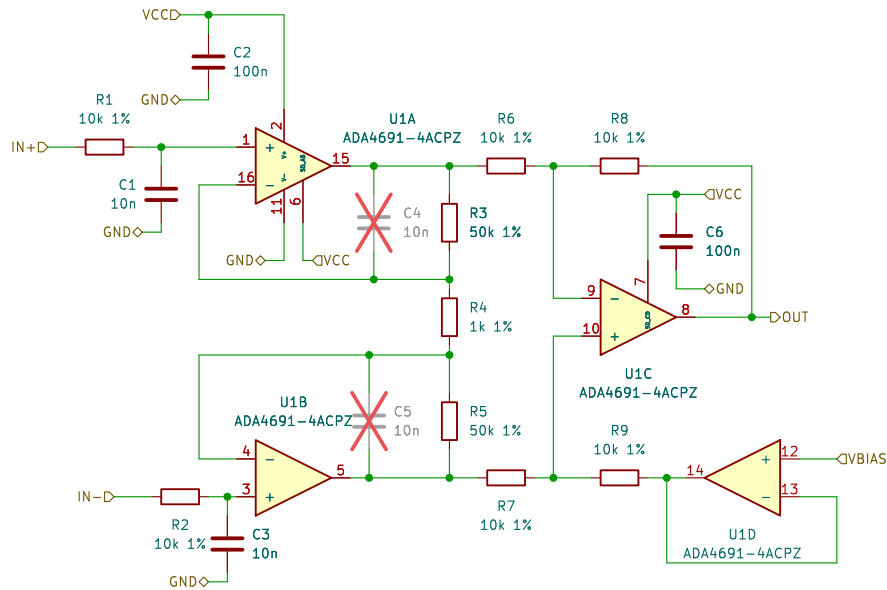 VCC
C2
100n
GND
R1
10k 1%
IN+
C1
10n
GND
U1A
ADA4691-4ACPZ
1
16
2
V+
V-
11
6
15
GND
VCC
C4
10n
R3
50k 1%
R4
1k 1%
R6
10k 1%
R8
10k 1%
VCC
C6
100n
GND
7
9
10
8
OUT
U1C
ADA4691-4ACPZ
U1B
ADA4691-4ACPZ
C5
10n
R5
50k 1%
4
3
5
IN-
R2
10k 1%
C3
10n
GND
R7
10k 1%
R9
10k 1%
14
12
13
VBIAS
U1D
ADA4691-4ACPZ